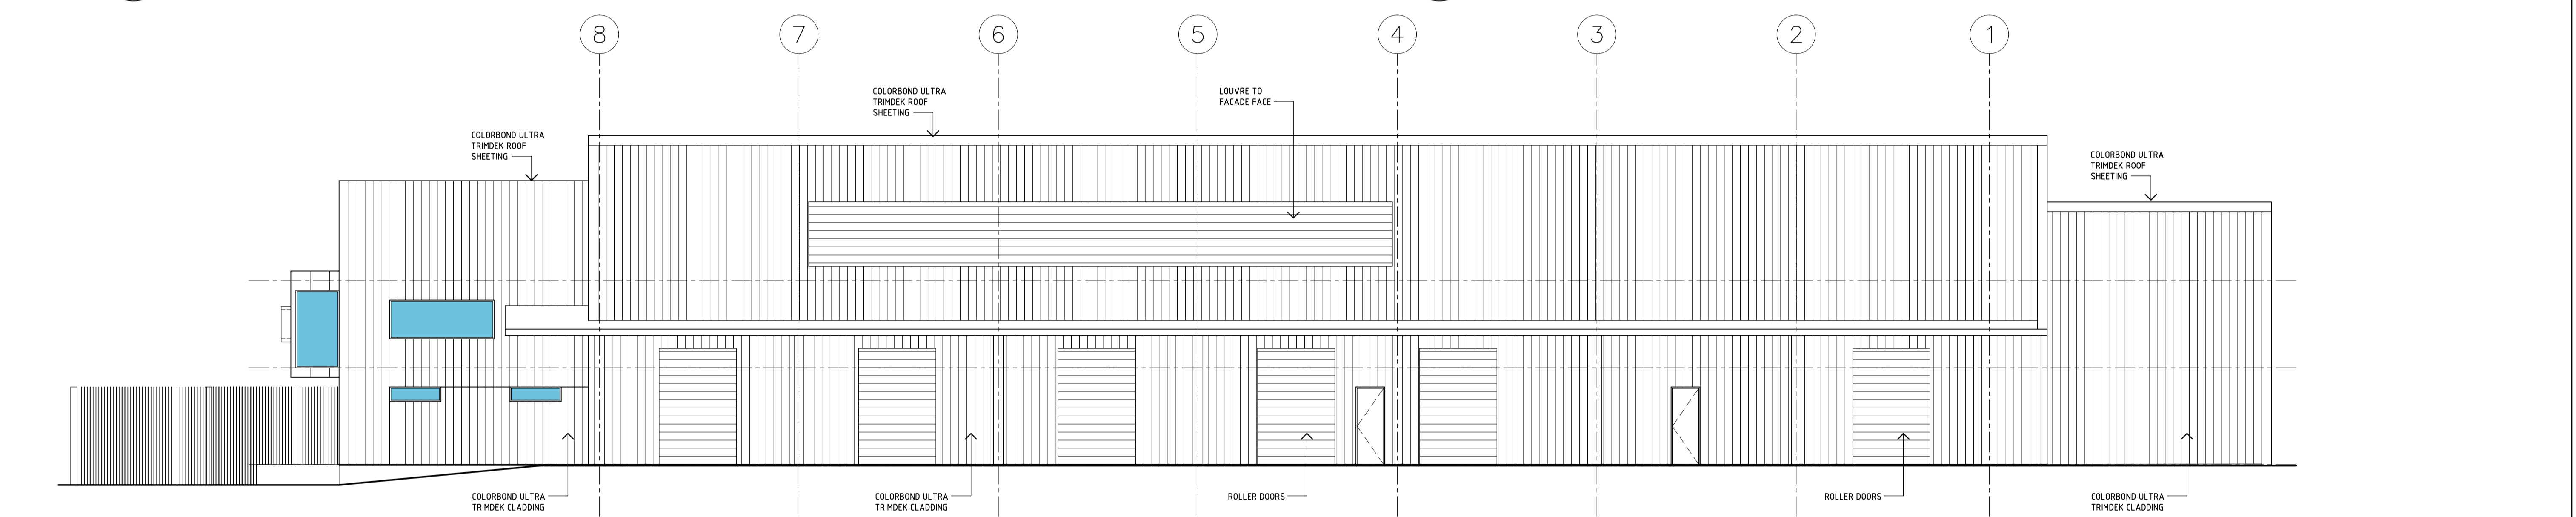 8
7
6
5
4
3
2
1
COLORBOND ULTRA
TRIMDEK ROOF
SHEETING
LOUVRE TO
FACADE FACE
COLORBOND ULTRA
TRIMDEK ROOF
SHEETING
COLORBOND ULTRA
TRIMDEK ROOF
SHEETING
COLORBOND ULTRA
TRIMDEK CLADDING
COLORBOND ULTRA
TRIMDEK CLADDING
ROLLER DOORS
ROLLER DOORS
COLORBOND ULTRA
TRIMDEK CLADDING